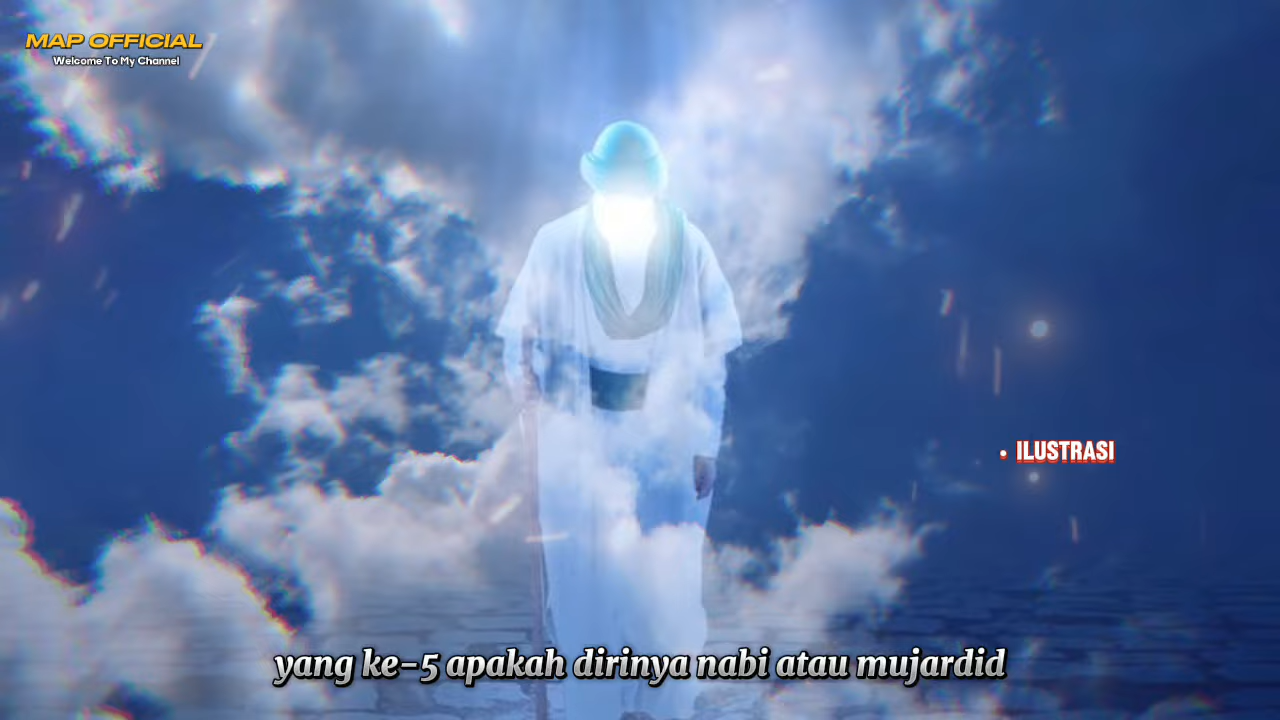 MAP OFFICIAL
Welcome To My Channel
• ILUSTRASI
yang ke-5 apakah dirinya nabi atau mujardid